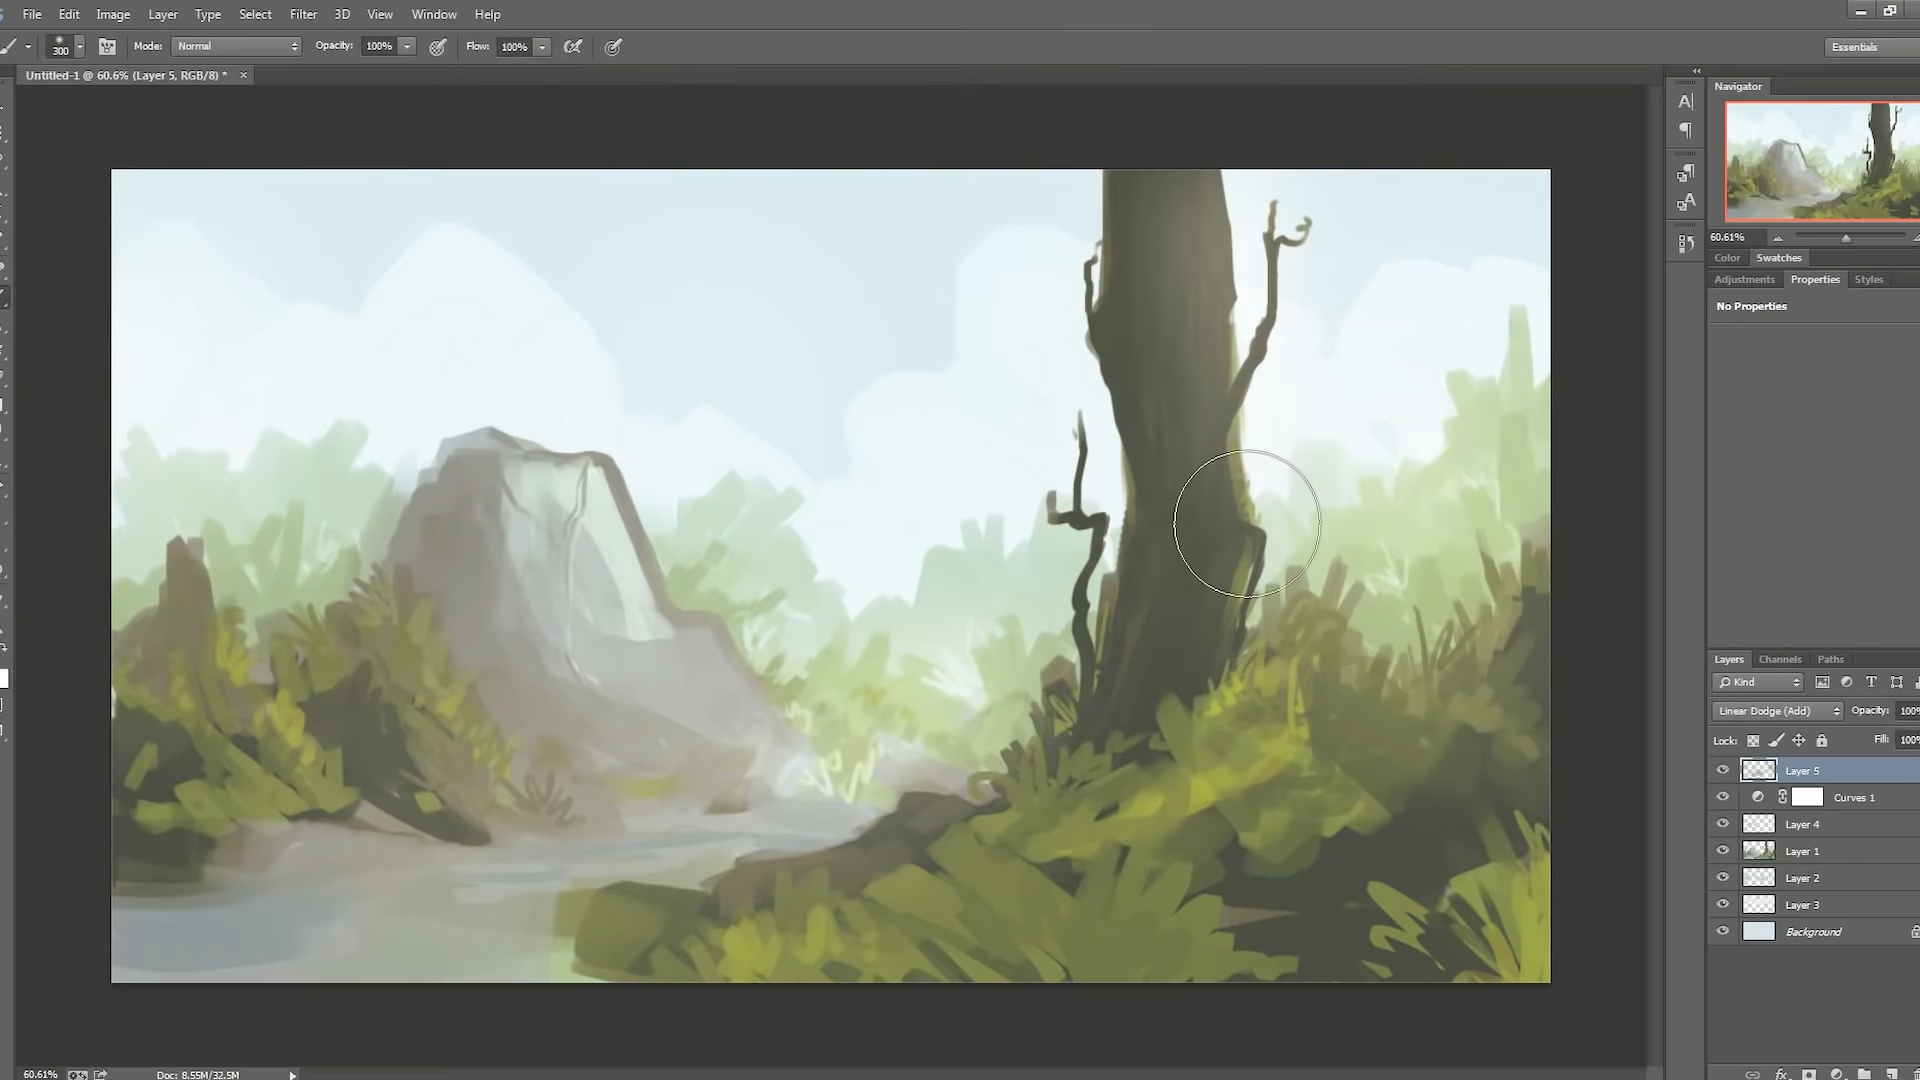 File Edit Image Layer Type Select Filter 3D View Window Help
300 Mode: Normal Opacity: 100% Flow: 100% Essentials
Untitled-1 @ 60.6% (Layer 5, RGB/8) * ×
Navigator
60.61%
Color Swatches
Adjustments Properties Styles
No Properties
Layers Channels Paths
Kind
Linear Dodge (Add) Opacity: 100%
Lock: Fill: 100%
Layer 5
Curves 1
Layer 4
Layer 1
Layer 2
Layer 3
Background
60.61% Doc: 8.55M/32.5M